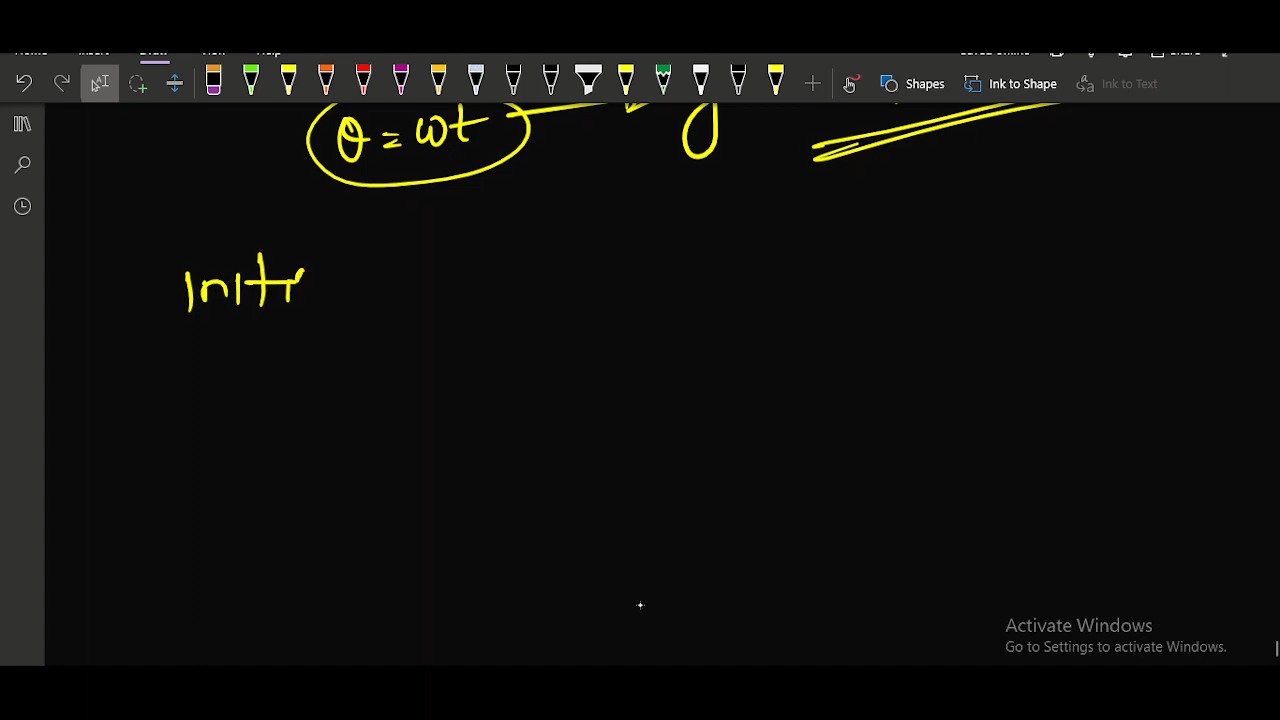 Shapes Ink to Shape Ink to Text
θ = ωt y
initi
Activate Windows
Go to Settings to activate Windows.